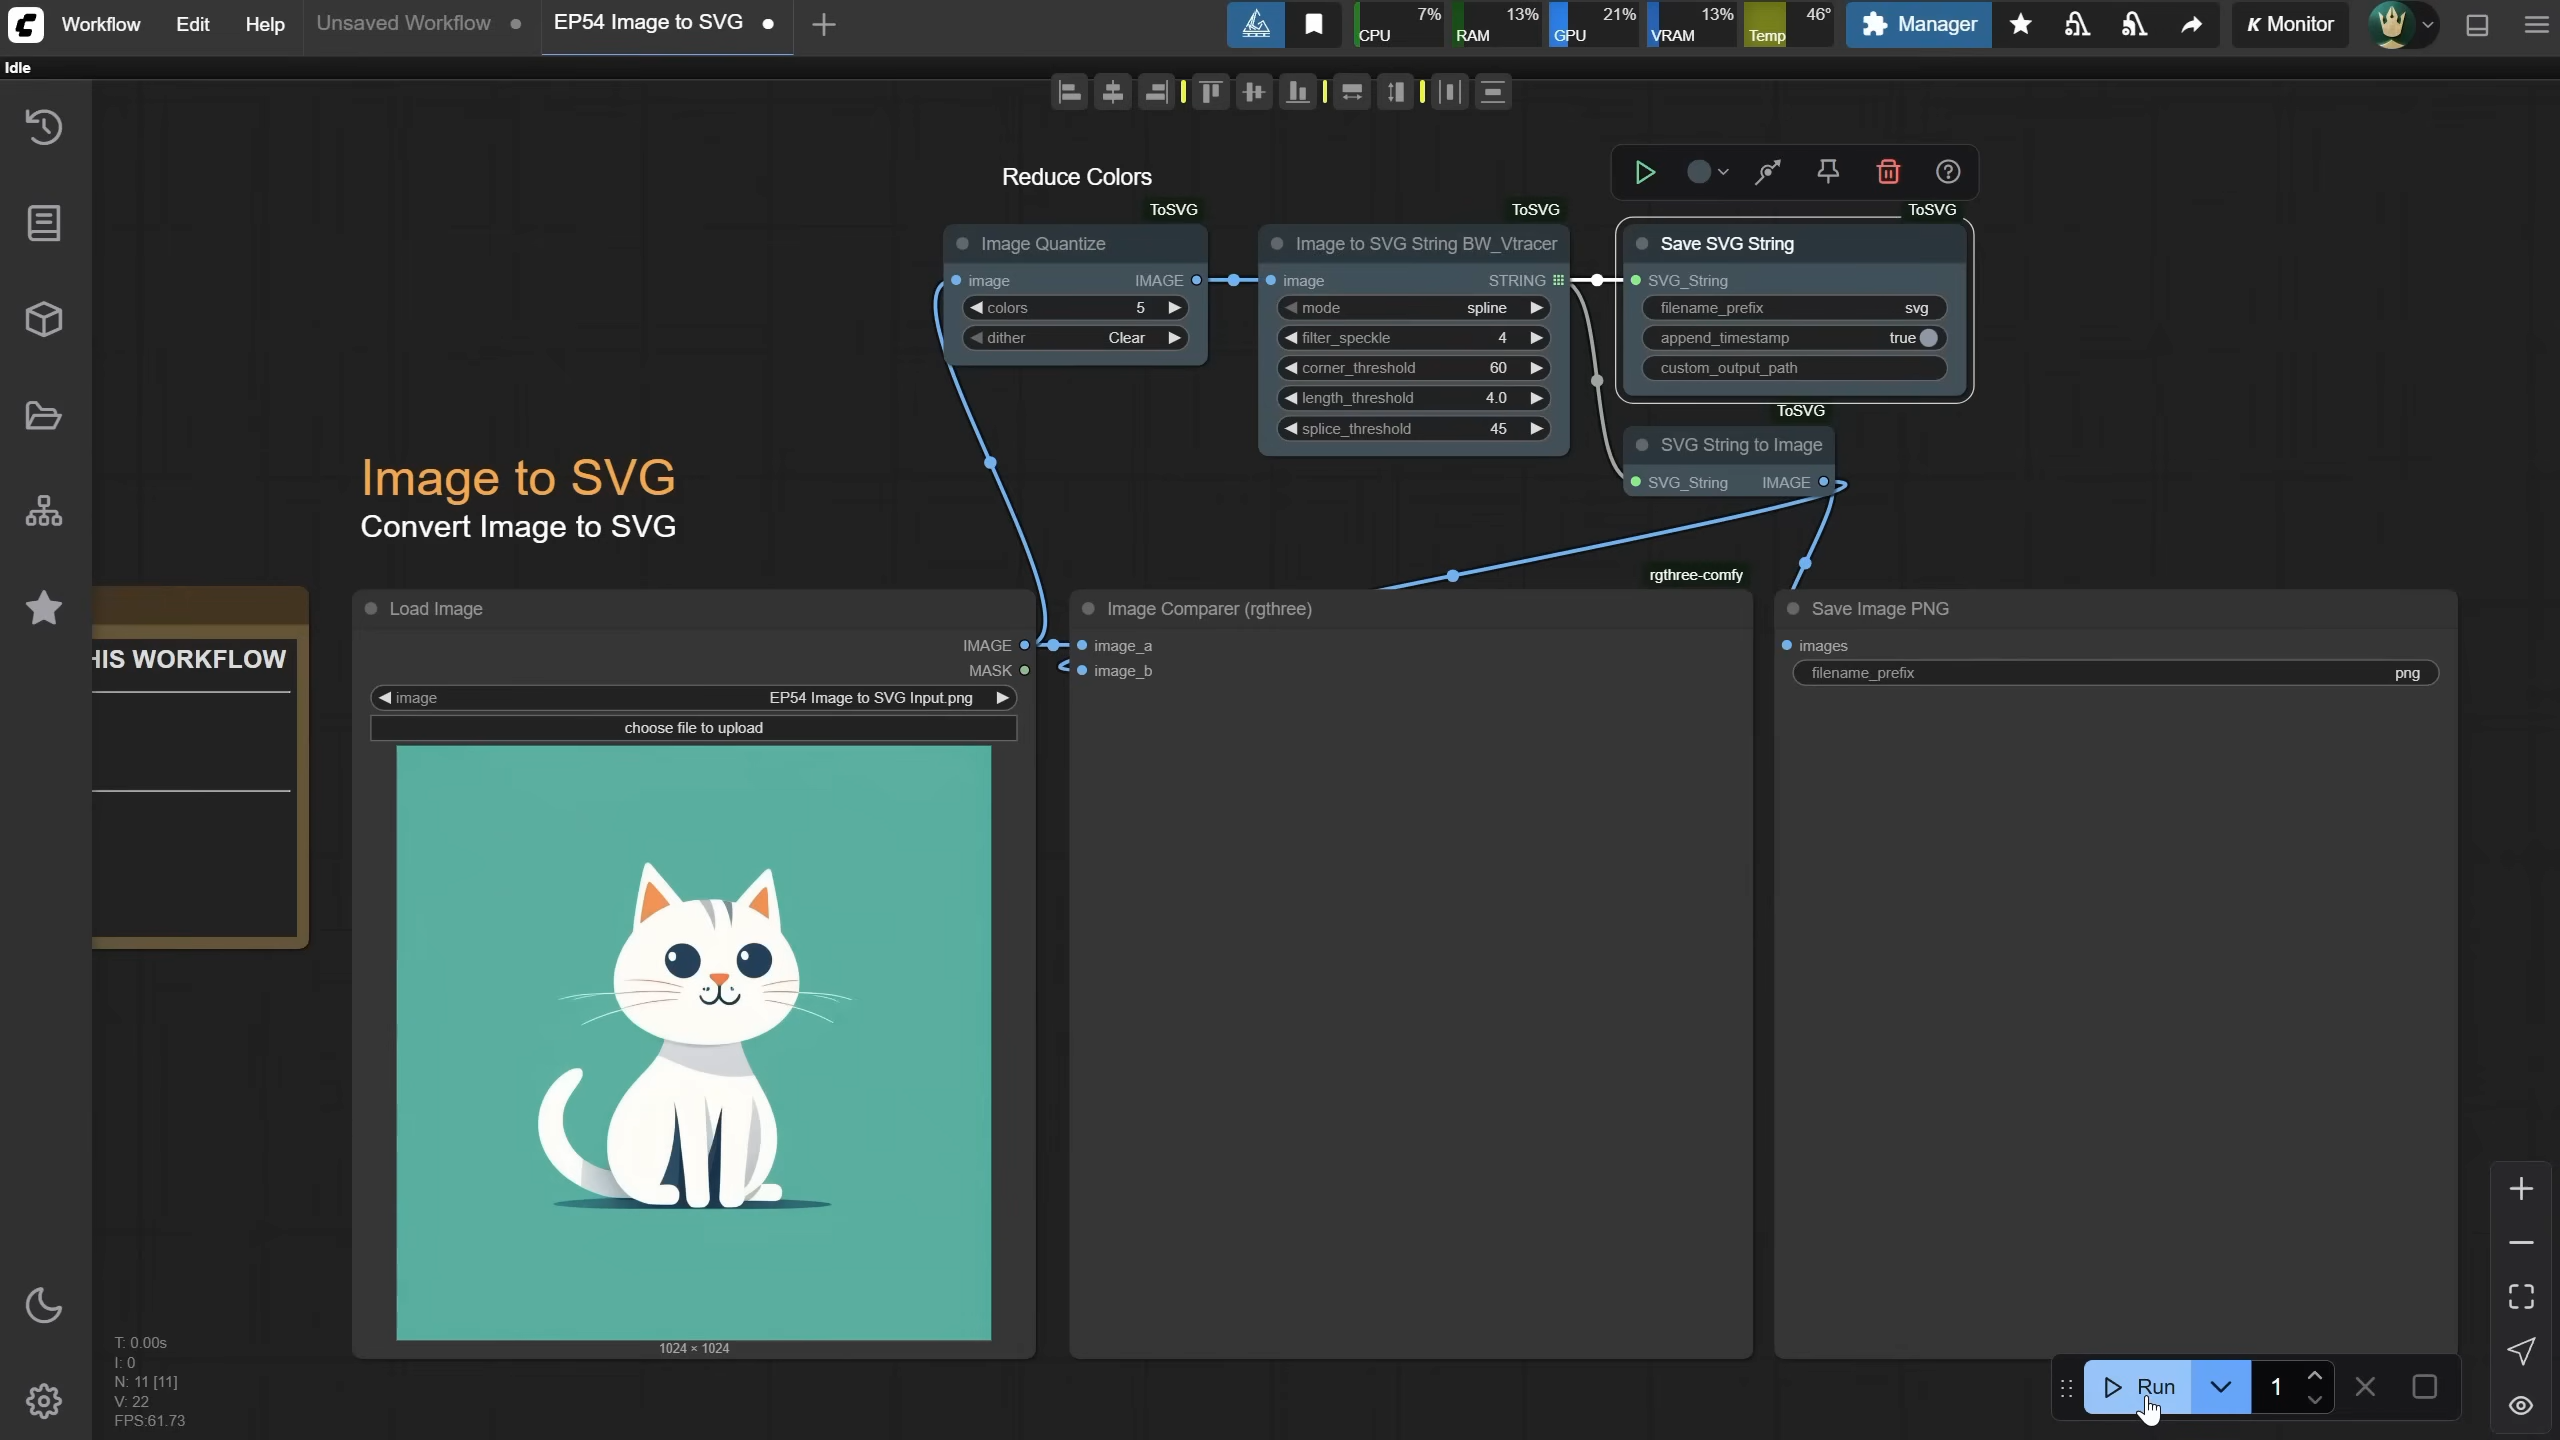 Workflow
Edit
Help
Unsaved Workflow
EP54 Image to SVG
CPU 7%
RAM 13%
GPU 21%
VRAM 13%
Temp 46°
Manager
K Monitor
Idle
Reduce Colors
ToSVG
ToSVG
ToSVG
Image Quantize
image IMAGE
colors 5
dither Clear
Image to SVG String BW_Vtracer
image STRING
mode spline
filter_speckle 4
corner_threshold 60
length_threshold 4.0
splice_threshold 45
Save SVG String
SVG_String
filename_prefix svg
append_timestamp true
custom_output_path
ToSVG
SVG String to Image
SVG_String IMAGE
Image to SVG
Convert Image to SVG
rgthree-comfy
HIS WORKFLOW
Load Image
IMAGE
MASK
image EP54 Image to SVG Input.png
choose file to upload
1024 × 1024
Image Comparer (rgthree)
image_a
image_b
Save Image PNG
images
filename_prefix png
T: 0.00s
I: 0
N: 11 [11]
V: 22
FPS:61.73
Run
1